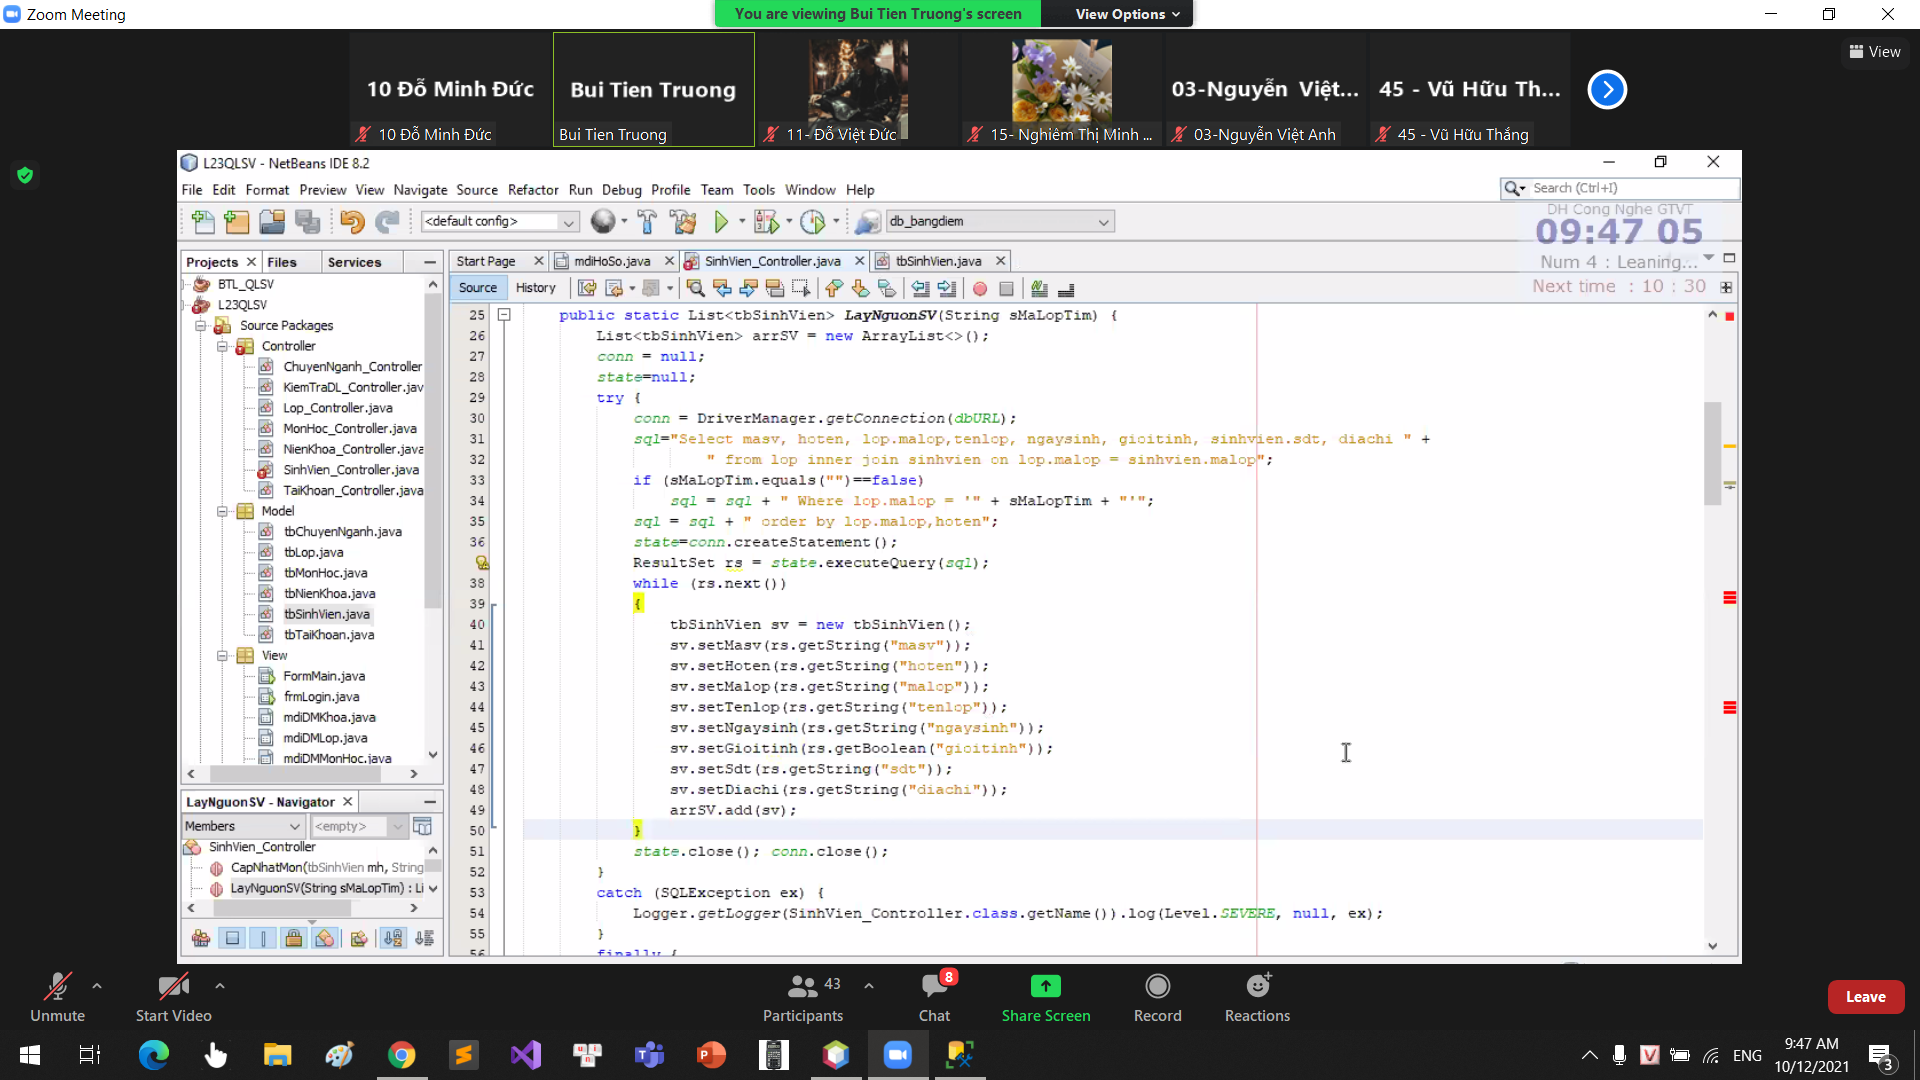 Zoom Meeting
You are viewing Bui Tien Truong's screen
View Options
View
10 Đỗ Minh Đức
Bui Tien Truong
03-Nguyễn Việt...
45 - Vũ Hữu Th...
10 Đỗ Minh Đức
Bui Tien Truong
11- Đỗ Việt Đức
15- Nghiêm Thị Minh ...
03-Nguyễn Việt Anh
45 - Vũ Hữu Thắng
L23QLSV - NetBeans IDE 8.2
File Edit Format Preview View Navigate Source Refactor Run Debug Profile Team Tools Window Help
Search (Ctrl+I)
<default config>
db_bangdiem
DH Cong Nghe GTVT
09:47 05
Num 4 : Leaning...
Next time : 10 : 30
Projects Files Services
Start Page mdiHoSo.java SinhVien_Controller.java tbSinhVien.java
Source History
BTL_QLSV
L23QLSV
Source Packages
Controller
ChuyenNganh_Controller
KiemTraDL_Controller.jav
Lop_Controller.java
MonHoc_Controller.java
NienKhoa_Controller.java
SinhVien_Controller.java
TaiKhoan_Controller.java
Model
tbChuyenNganh.java
tbLop.java
tbMonHoc.java
tbNienKhoa.java
tbSinhVien.java
tbTaiKhoan.java
View
FormMain.java
frmLogin.java
mdiDMKhoa.java
mdiDMLop.java
mdiDMMonHoc.java
LayNguonSV - Navigator
Members <empty>
SinhVien_Controller
CapNhatMon(tbSinhVien mh, String
LayNguonSV(String sMaLopTim) : Li
25 public static List<tbSinhVien> LayNguonSV(String sMaLopTim) {
26 List<tbSinhVien> arrSV = new ArrayList<>();
27 conn = null;
28 state=null;
29 try {
30 conn = DriverManager.getConnection(dbURL);
31 sql="Select masv, hoten, lop.malop,tenlop, ngaysinh, gioitinh, sinhvien.sdt, diachi " +
32 " from lop inner join sinhvien on lop.malop = sinhvien.malop";
33 if (sMaLopTim.equals("")==false)
34 sql = sql + " Where lop.malop = '" + sMaLopTim + "'";
35 sql = sql + " order by lop.malop,hoten";
36 state=conn.createStatement();
ResultSet rs = state.executeQuery(sql);
38 while (rs.next())
39 {
40 tbSinhVien sv = new tbSinhVien();
41 sv.setMasv(rs.getString("masv"));
42 sv.setHoten(rs.getString("hoten"));
43 sv.setMalop(rs.getString("malop"));
44 sv.setTenlop(rs.getString("tenlop"));
45 sv.setNgaysinh(rs.getString("ngaysinh"));
46 sv.setGioitinh(rs.getBoolean("gioitinh"));
47 sv.setSdt(rs.getString("sdt"));
48 sv.setDiachi(rs.getString("diachi"));
49 arrSV.add(sv);
50 }
51 state.close(); conn.close();
52 }
53 catch (SQLException ex) {
54 Logger.getLogger(SinhVien_Controller.class.getName()).log(Level.SEVERE, null, ex);
55 }
56 finally {
Unmute
Start Video
43
Participants
8
Chat
Share Screen
Record
Reactions
Leave
ENG
9:47 AM
10/12/2021
3